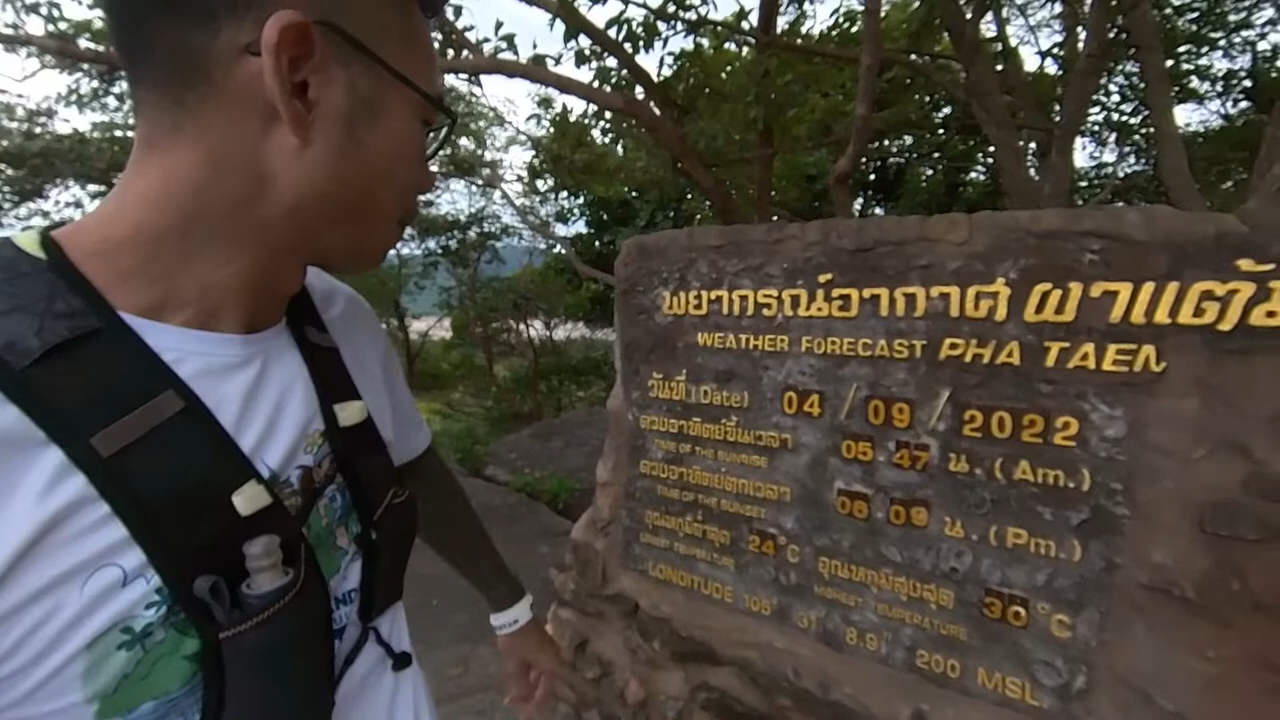 พยากรณ์อากาศ ผาแต้ม
WEATHER FORECAST PHA TAEM
วันที่ (Date) 04 / 09 / 2022
ดวงอาทิตย์ขึ้นเวลา 05.47 น. (Am.)
TIME OF THE SUNRISE
ดวงอาทิตย์ตกเวลา 06.09 น. (Pm.)
TIME OF THE SUNSET
อุณหภูมิต่ำสุด 24°C อุณหภูมิสูงสุด 30°C
LOWEST TEMPERATURE HIGHEST TEMPERATURE
LONGITUDE 105° 31' 8.9" 200 MSL.